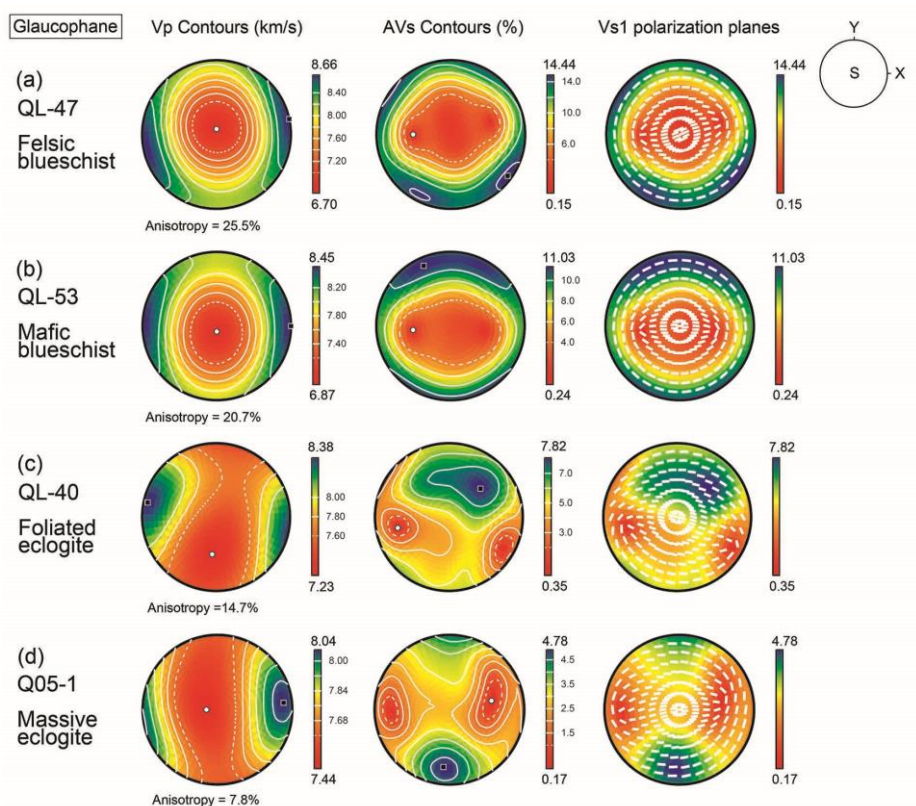 Glaucophane
Vp Contours (km/s)
AVs Contours (%)
Vs1 polarization planes
Y
S
X
(a)
QL-47
Felsic
blueschist
8.66
8.40
8.00
7.60
7.20
6.70
Anisotropy = 25.5%
14.44
14.0
10.0
6.0
0.15
14.44
0.15
(b)
QL-53
Mafic
blueschist
8.45
8.20
7.80
7.40
6.87
Anisotropy = 20.7%
11.03
10.0
8.0
6.0
4.0
0.24
11.03
0.24
(c)
QL-40
Foliated
eclogite
8.38
8.00
7.80
7.60
7.23
Anisotropy =14.7%
7.82
7.0
5.0
3.0
0.35
7.82
0.35
(d)
Q05-1
Massive
eclogite
8.04
8.00
7.84
7.68
7.44
Anisotropy = 7.8%
4.78
4.5
3.5
2.5
1.5
0.17
4.78
0.17